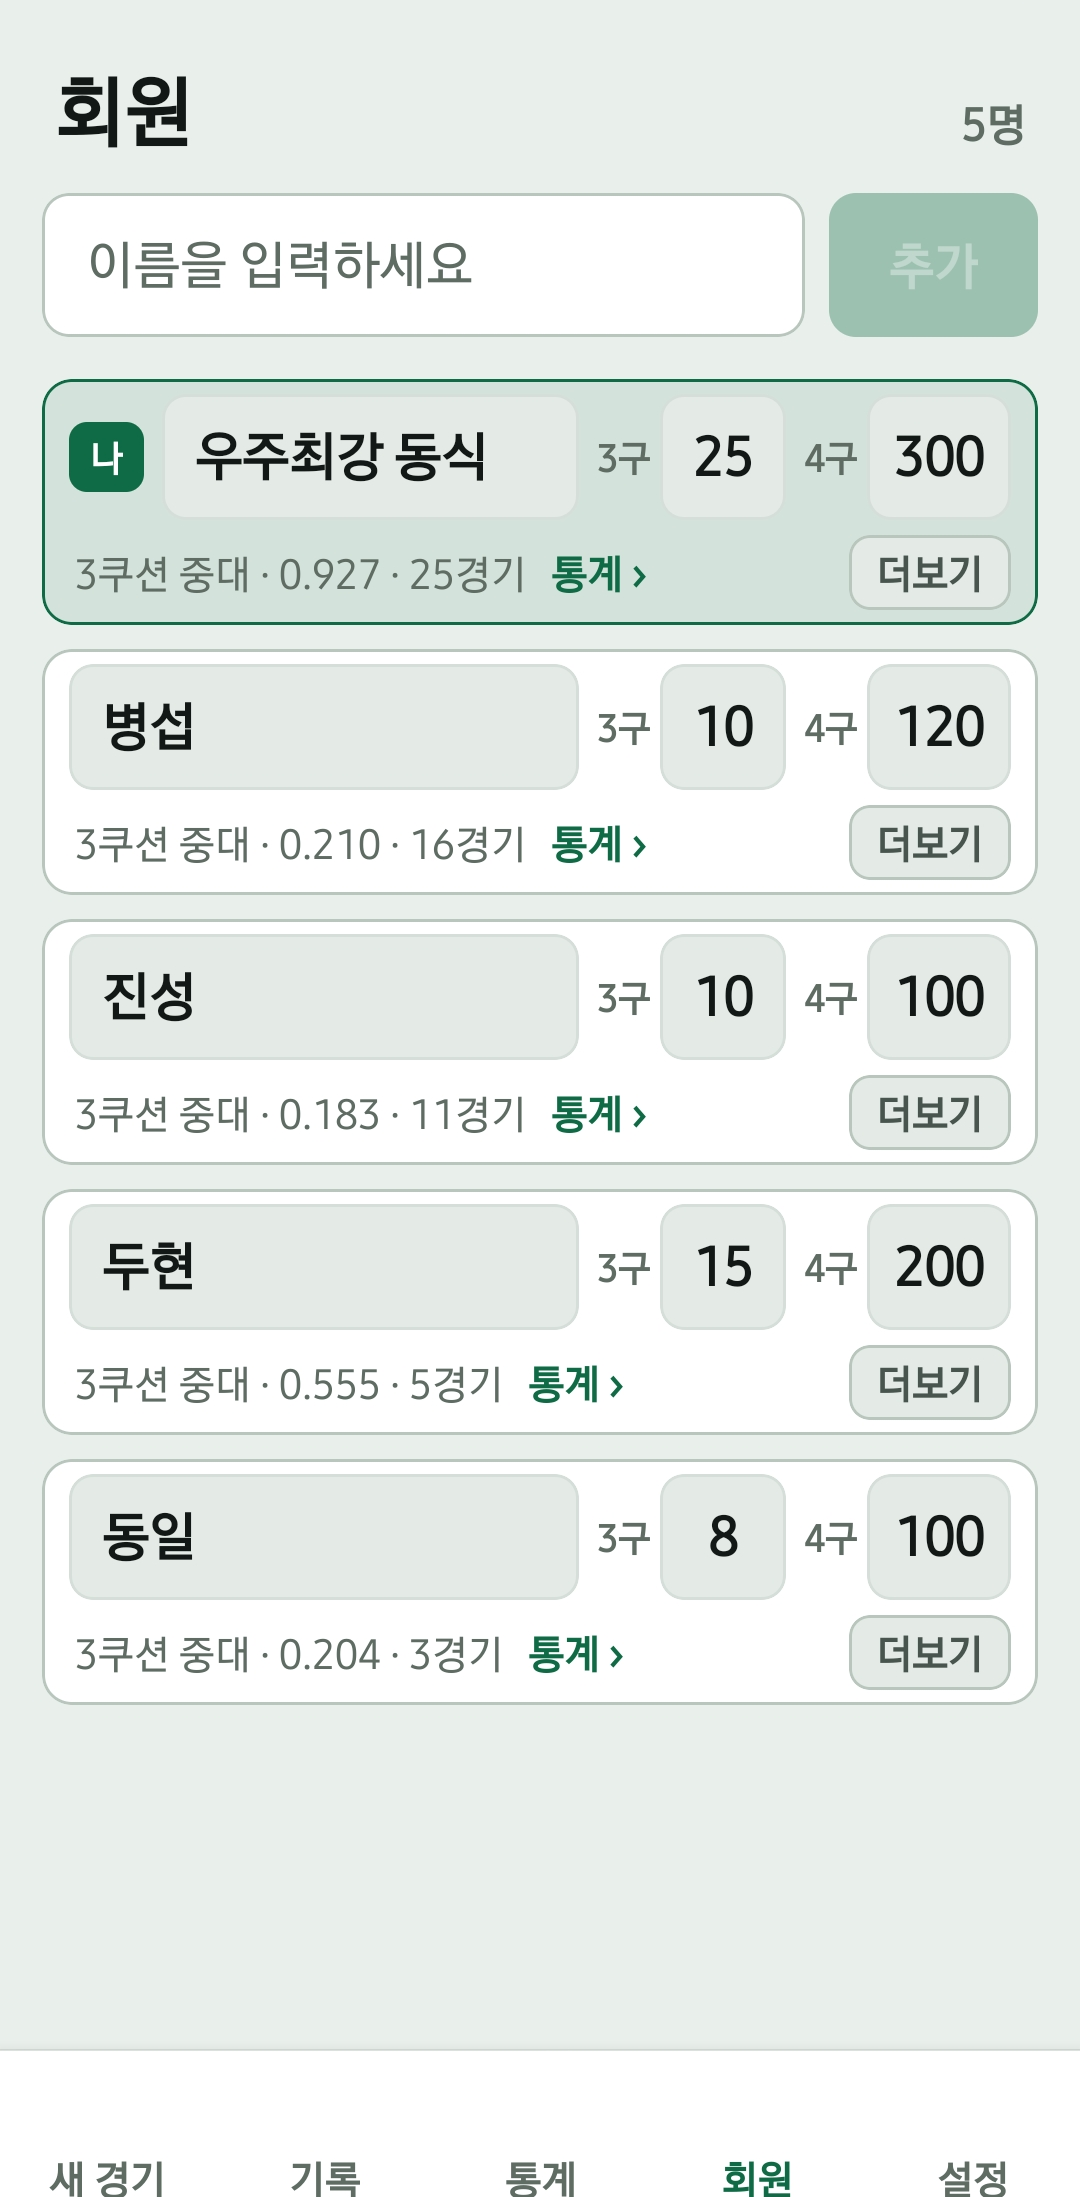 회원
5명
이름을 입력하세요
추가
나 우주최강 동식 3구 25 4구 300
3쿠션 중대 · 0.927 · 25경기 통계 › 더보기
병섭 3구 10 4구 120
3쿠션 중대 · 0.210 · 16경기 통계 › 더보기
진성 3구 10 4구 100
3쿠션 중대 · 0.183 · 11경기 통계 › 더보기
두현 3구 15 4구 200
3쿠션 중대 · 0.555 · 5경기 통계 › 더보기
동일 3구 8 4구 100
3쿠션 중대 · 0.204 · 3경기 통계 › 더보기
새 경기 기록 통계 회원 설정